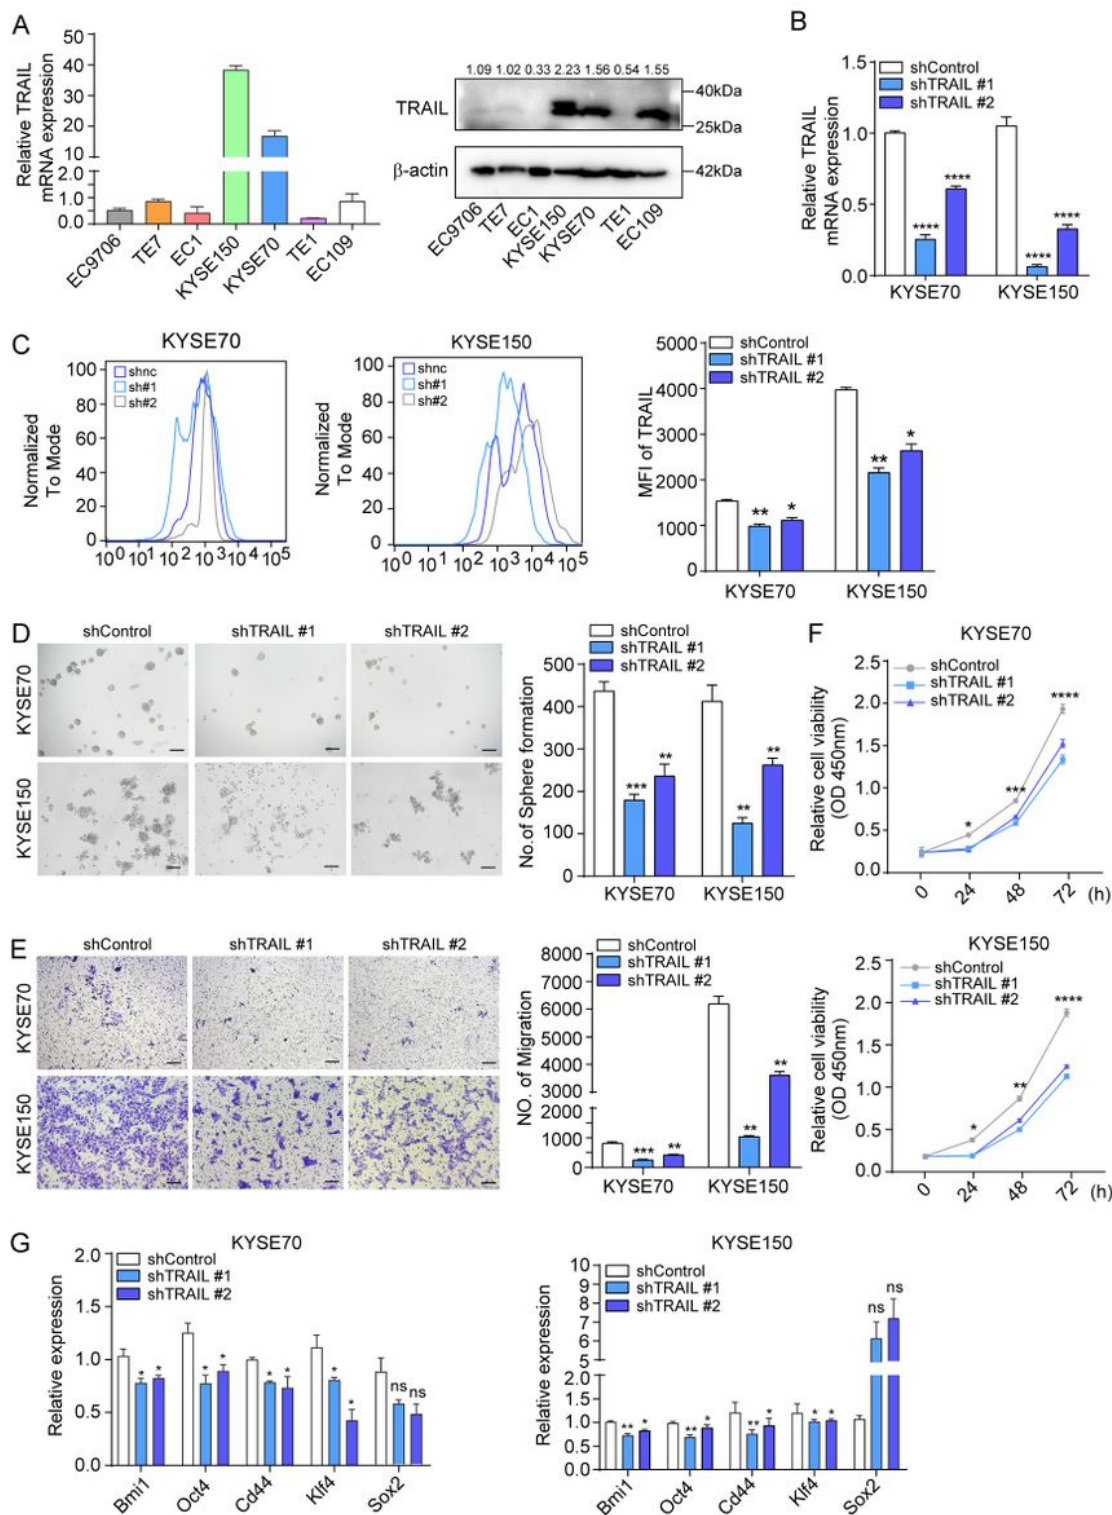 A
Relative TRAIL
mRNA expression
50
40
30
20
10
2.0
1.0
0.0
EC9706
TE7
EC1
KYSE150
KYSE70
TE1
EC109
1.09 1.02 0.33 2.23 1.56 0.54 1.55
TRAIL
40kDa
25kDa
β-actin
42kDa
EC9706
TE7
EC1
KYSE150
KYSE70
TE1
EC109
B
Relative TRAIL
mRNA expression
1.5
1.0
0.5
0.0
shControl
shTRAIL #1
shTRAIL #2
**** **** **** ****
KYSE70 KYSE150
C
KYSE70
Normalized
To Mode
100
80
60
40
20
0
shnc
sh#1
sh#2
10⁰ 10¹ 10² 10³ 10⁵
KYSE150
Normalized
To Mode
100
80
60
40
20
0
shnc
sh#1
sh#2
10⁰ 10¹ 10² 10³ 10⁴ 10⁵
shControl
shTRAIL #1
shTRAIL #2
MFI of TRAIL
5000
4000
3000
2000
1000
0
** * ** *
KYSE70 KYSE150
D
shControl shTRAIL #1 shTRAIL #2
KYSE70
KYSE150
shControl
shTRAIL #1
shTRAIL #2
No.of Sphere formation
500
400
300
200
100
0
*** ** ** **
KYSE70 KYSE150
F
KYSE70
Relative cell viability
(OD 450nm)
2.5
2.0
1.5
1.0
0.5
0.0
shControl
shTRAIL #1
shTRAIL #2
* *** ****
0 24 48 72 (h)
E
shControl shTRAIL #1 shTRAIL #2
KYSE70
KYSE150
shControl
shTRAIL #1
shTRAIL #2
NO. of Migration
8000
7000
6000
5000
4000
3000
2000
1000
0
*** ** ** **
KYSE70 KYSE150
KYSE150
Relative cell viability
(OD 450nm)
2.5
2.0
1.5
1.0
0.5
0.0
shControl
shTRAIL #1
shTRAIL #2
* ** ****
0 24 48 72 (h)
G
KYSE70
Relative expression
2.0
1.5
1.0
0.5
0.0
shControl
shTRAIL #1
shTRAIL #2
* * * * * * * * ns ns
Bmi1 Oct4 Cd44 Klf4 Sox2
KYSE150
Relative expression
10
9
8
7
6
5
2.0
1.5
1.0
0.5
0.0
shControl
shTRAIL #1
shTRAIL #2
** * ** * ** * * * ns ns
Bmi1 Oct4 Cd44 Klf4 Sox2